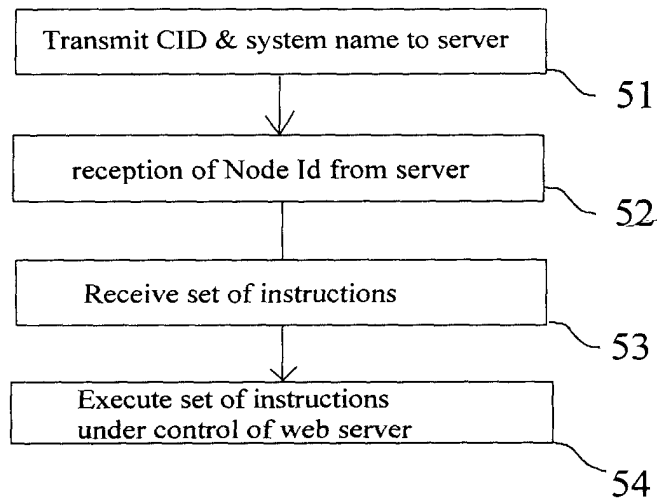 Transmit CID & system name to server
51
reception of Node Id from server
52
Receive set of instructions
53
Execute set of instructions
under control of web server
54